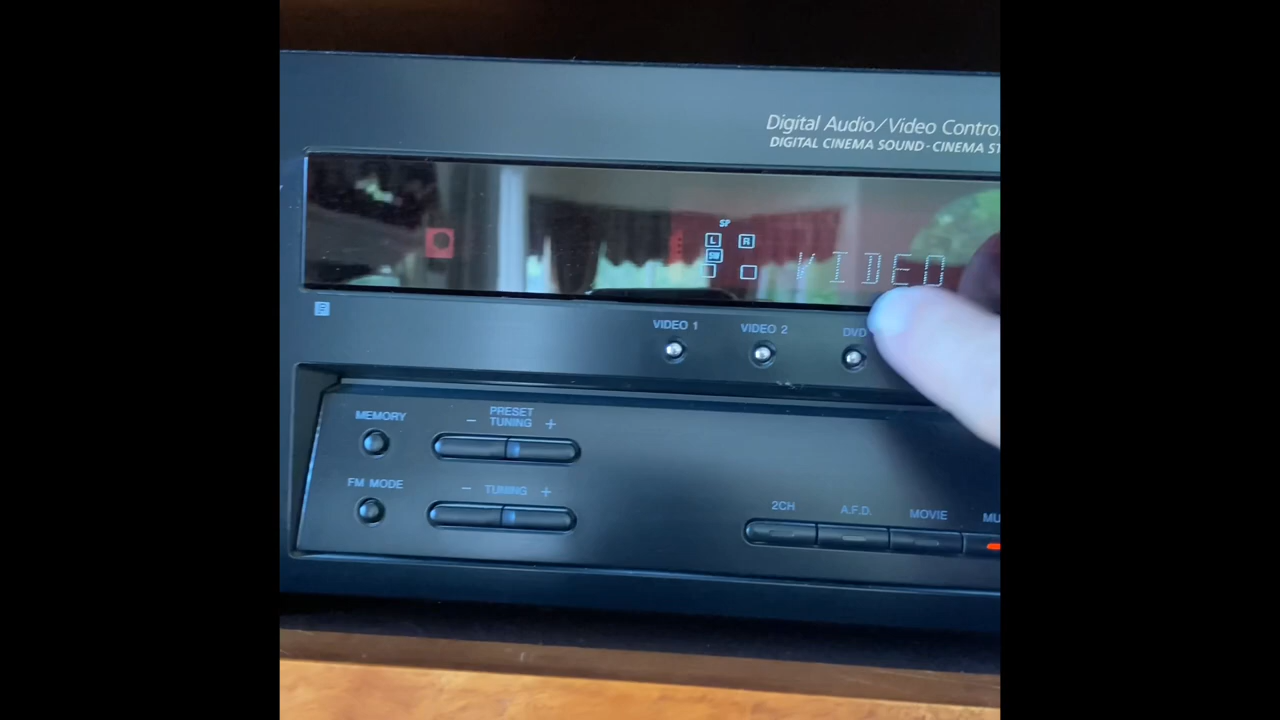 Digital Audio/Video Contro
DIGITAL CINEMA SOUND · CINEMA ST
SP
L R
SW
VIDEO
VIDEO 1 VIDEO 2 DVD
MEMORY
PRESET
− TUNING +
FM MODE
− TUNING +
2CH A.F.D. MOVIE MU